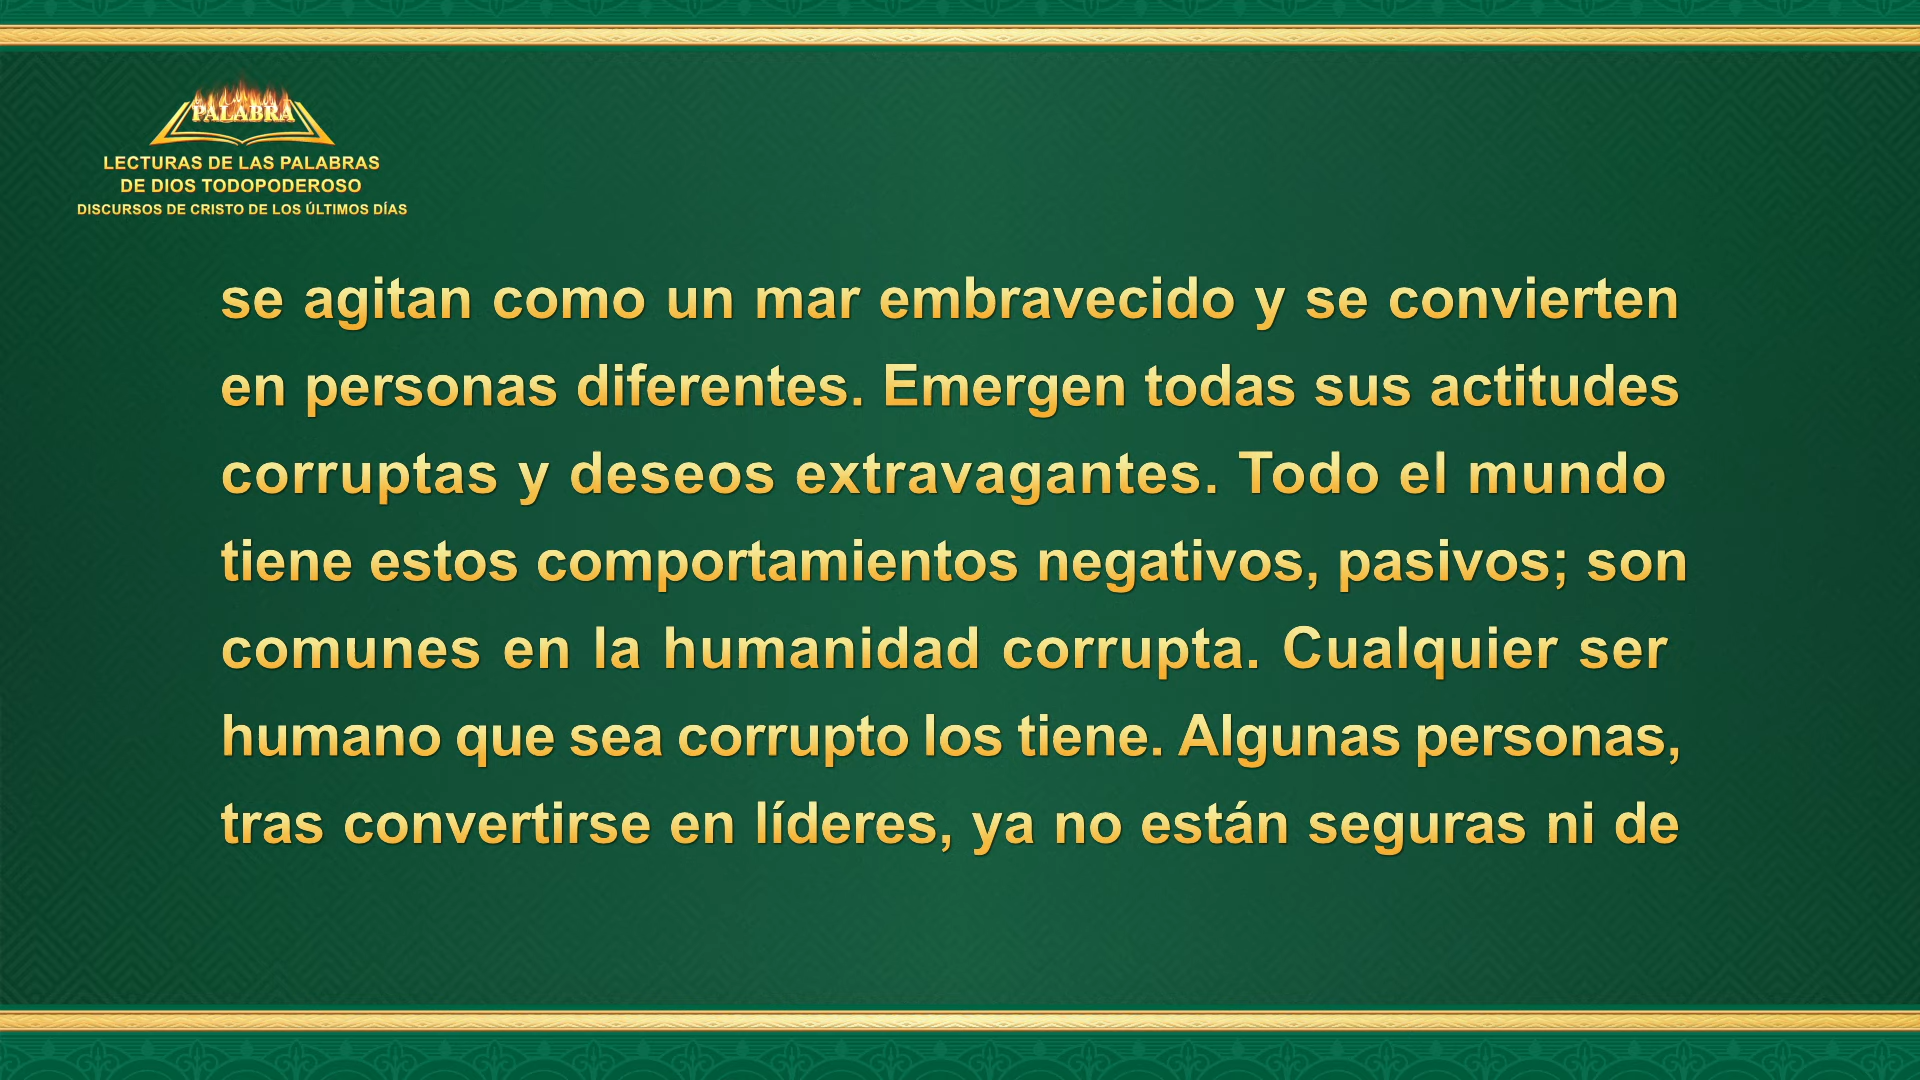 PALABRA
LECTURAS DE LAS PALABRAS
DE DIOS TODOPODEROSO
DISCURSOS DE CRISTO DE LOS ÚLTIMOS DÍAS
se agitan como un mar embravecido y se convierten
en personas diferentes. Emergen todas sus actitudes
corruptas y deseos extravagantes. Todo el mundo
tiene estos comportamientos negativos, pasivos; son
comunes en la humanidad corrupta. Cualquier ser
humano que sea corrupto los tiene. Algunas personas,
tras convertirse en líderes, ya no están seguras ni de